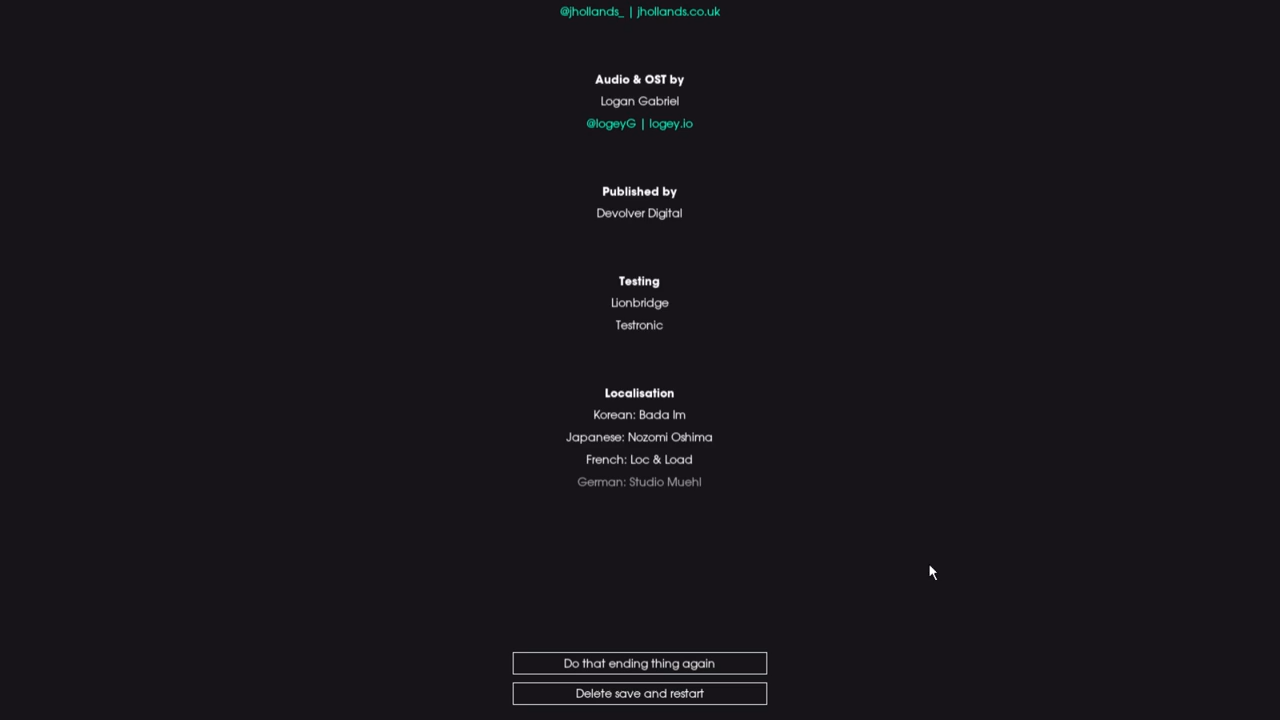 @jhollands_ | jhollands.co.uk
Audio & OST by
Logan Gabriel
@logeyG | logey.io
Published by
Devolver Digital
Testing
Lionbridge
Testronic
Localisation
Korean: Bada Im
Japanese: Nozomi Oshima
French: Loc & Load
German: Studio Muehl
Do that ending thing again
Delete save and restart